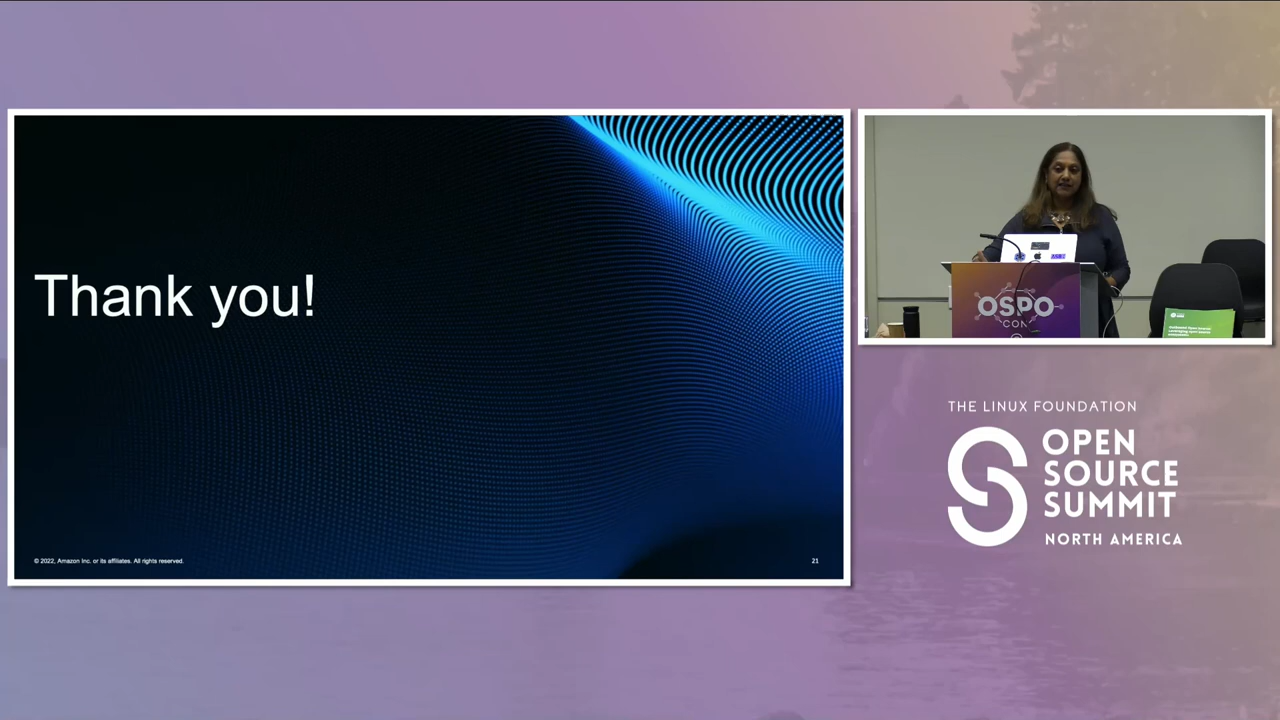 Thank you!
© 2022, Amazon Inc. or its affiliates. All rights reserved.
21
OSPO
CON
THE LINUX FOUNDATION
OPEN
SOURCE
SUMMIT
NORTH AMERICA